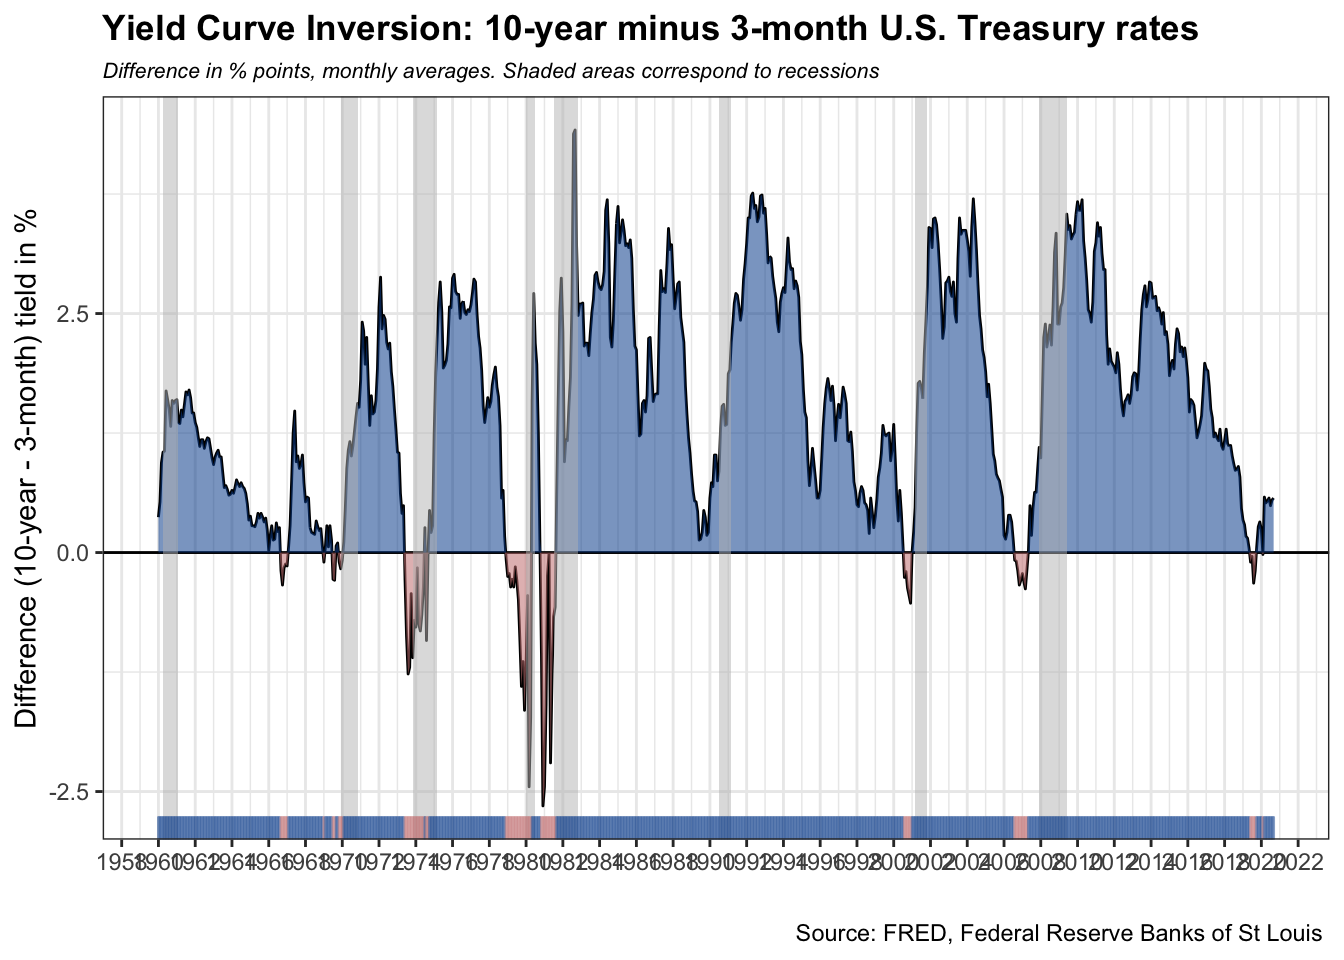 Yield Curve Inversion: 10-year minus 3-month U.S. Treasury rates
Difference in % points, monthly averages. Shaded areas correspond to recessions
Difference (10-year - 3-month) yield in %
2.5
0.0
-2.5
1958 1960 1962 1964 1966 1968 1970 1972 1974 1976 1978 1980 1982 1984 1986 1988 1990 1992 1994 1996 1998 2000 2002 2004 2006 2008 2010 2012 2014 2016 2018 2020 2022
Source: FRED, Federal Reserve Banks of St Louis